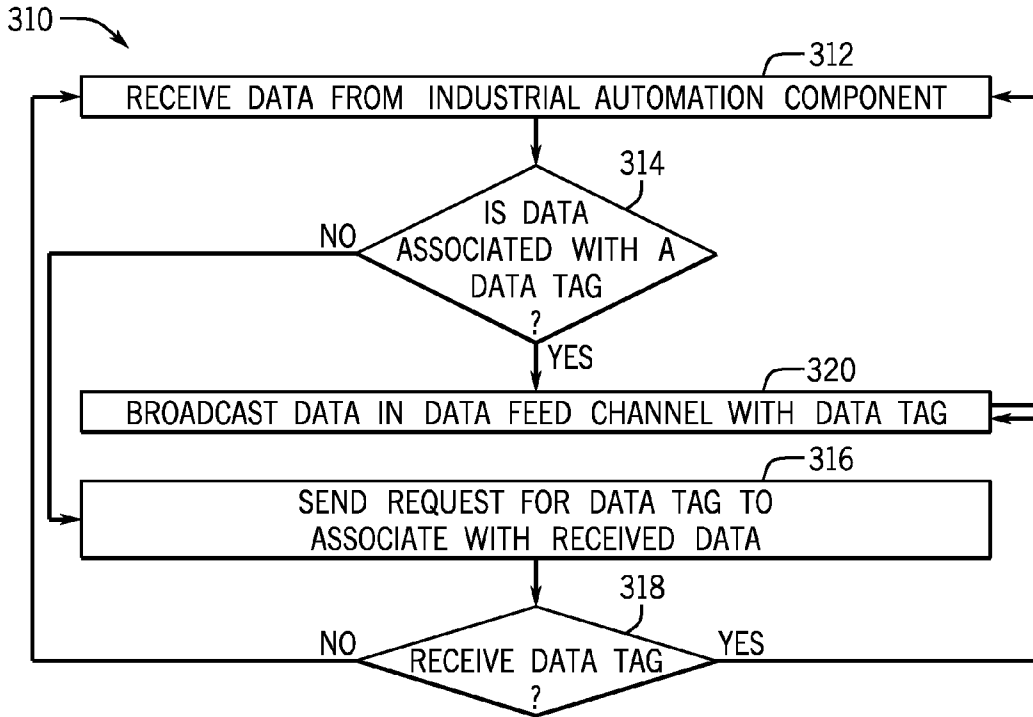 310
312
RECEIVE DATA FROM INDUSTRIAL AUTOMATION COMPONENT
314
IS DATA
ASSOCIATED WITH A
DATA TAG
?
NO
YES
320
BROADCAST DATA IN DATA FEED CHANNEL WITH DATA TAG
316
SEND REQUEST FOR DATA TAG TO
ASSOCIATE WITH RECEIVED DATA
318
NO
RECEIVE DATA TAG
?
YES